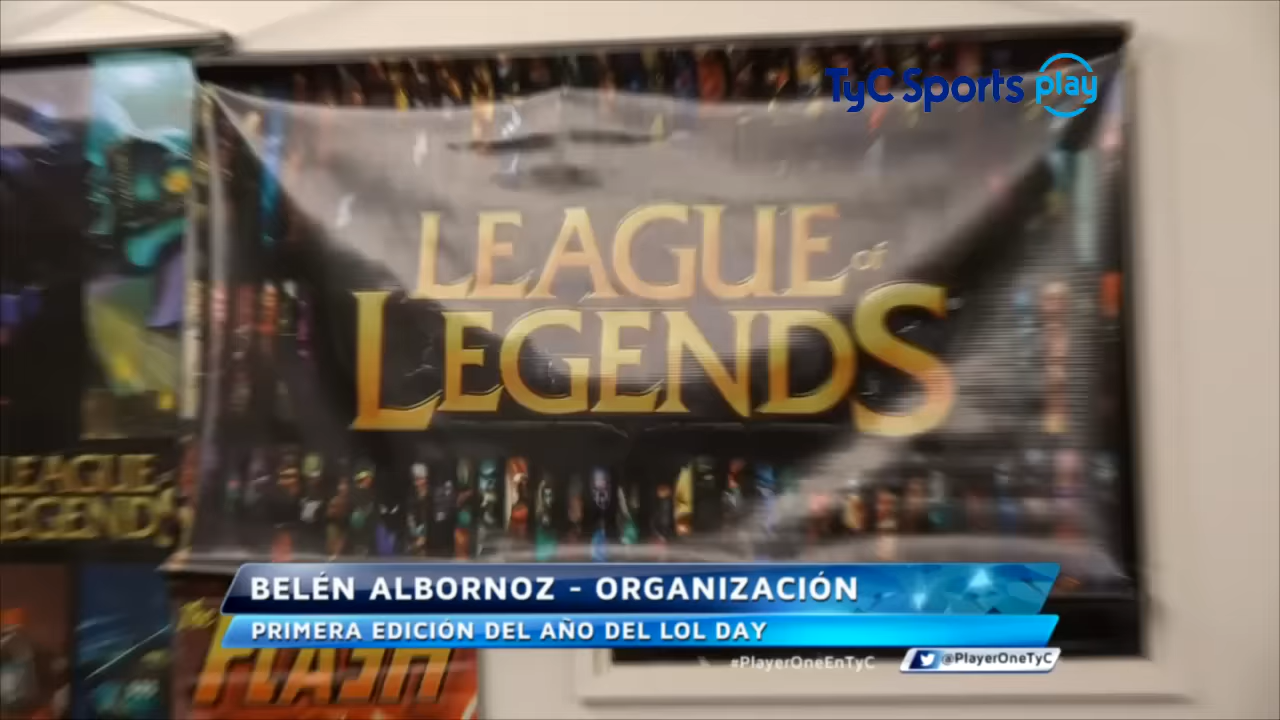 TyC Sports play
LEAGUE of
LEGENDS
LEAGUE
LEGENDS
BELÉN ALBORNOZ - ORGANIZACIÓN
PRIMERA EDICIÓN DEL AÑO DEL LOL DAY
The
FLASH
#PlayerOneEnTyC
@PlayerOneTyC